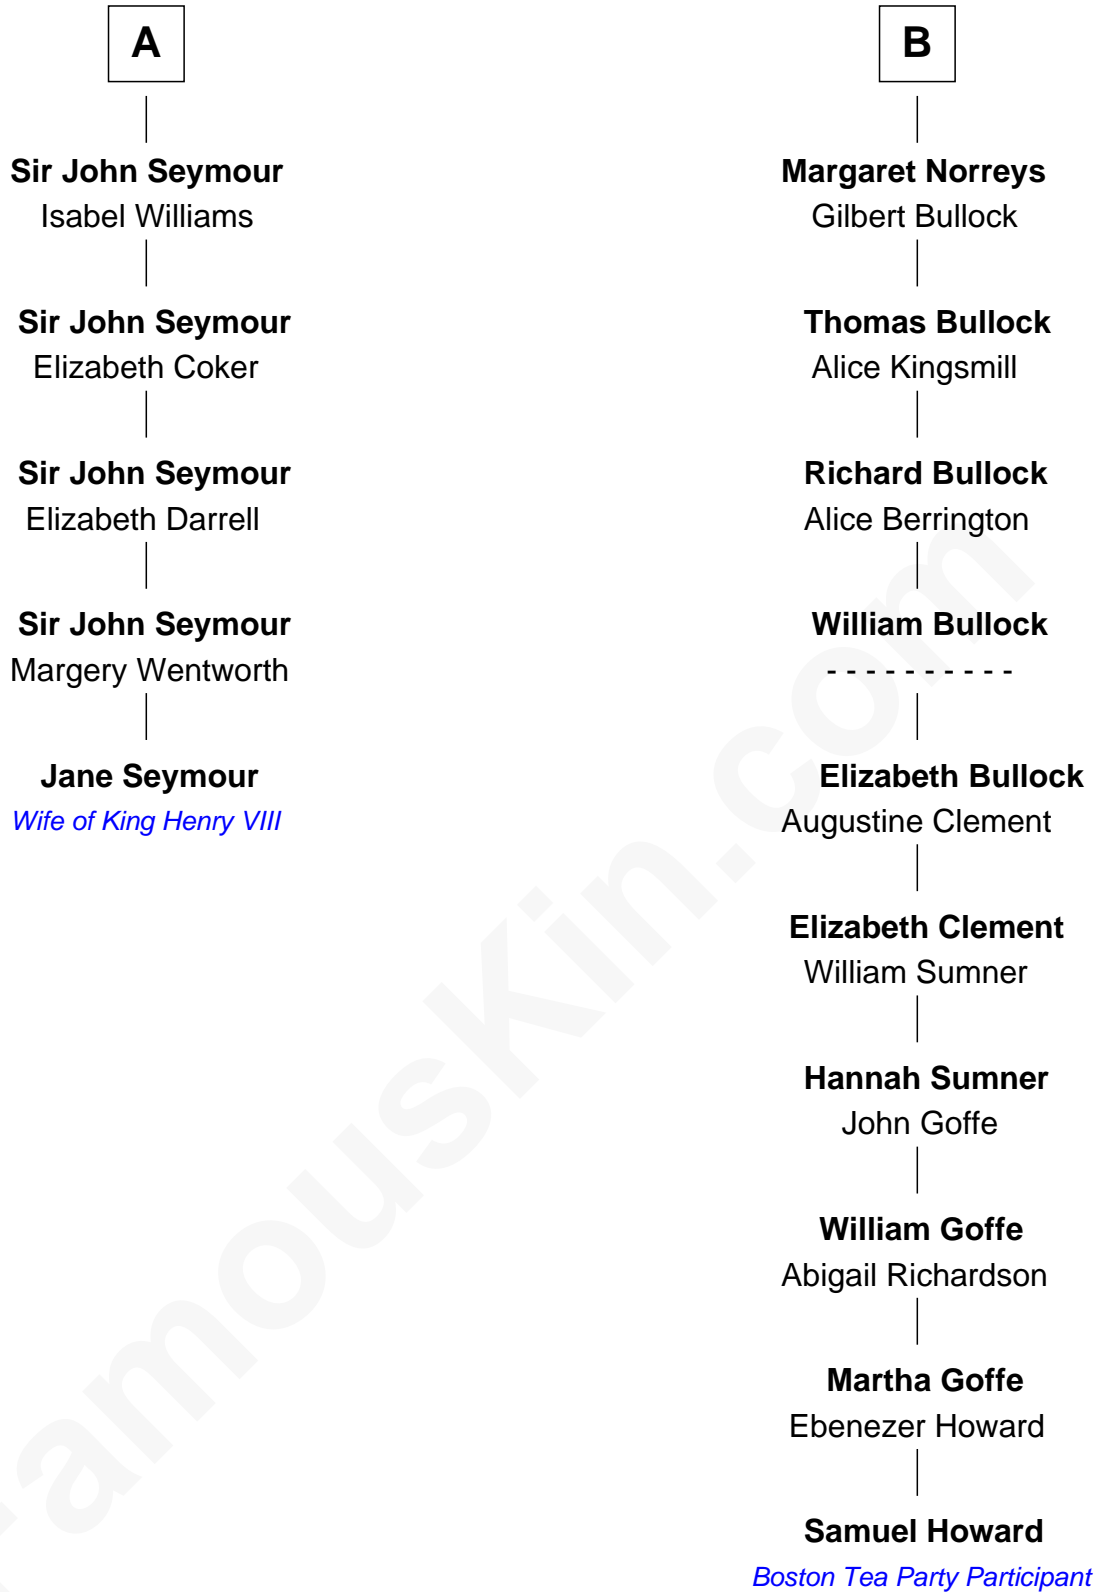 A
Sir John Seymour
Isabel Williams
Sir John Seymour
Elizabeth Coker
Sir John Seymour
Elizabeth Darrell
Sir John Seymour
Margery Wentworth
Jane Seymour
Wife of King Henry VIII
B
Margaret Norreys
Gilbert Bullock
Thomas Bullock
Alice Kingsmill
Richard Bullock
Alice Berrington
William Bullock
- - - - - - - - - -
Elizabeth Bullock
Augustine Clement
Elizabeth Clement
William Sumner
Hannah Sumner
John Goffe
William Goffe
Abigail Richardson
Martha Goffe
Ebenezer Howard
Samuel Howard
Boston Tea Party Participant
FamousKin.com